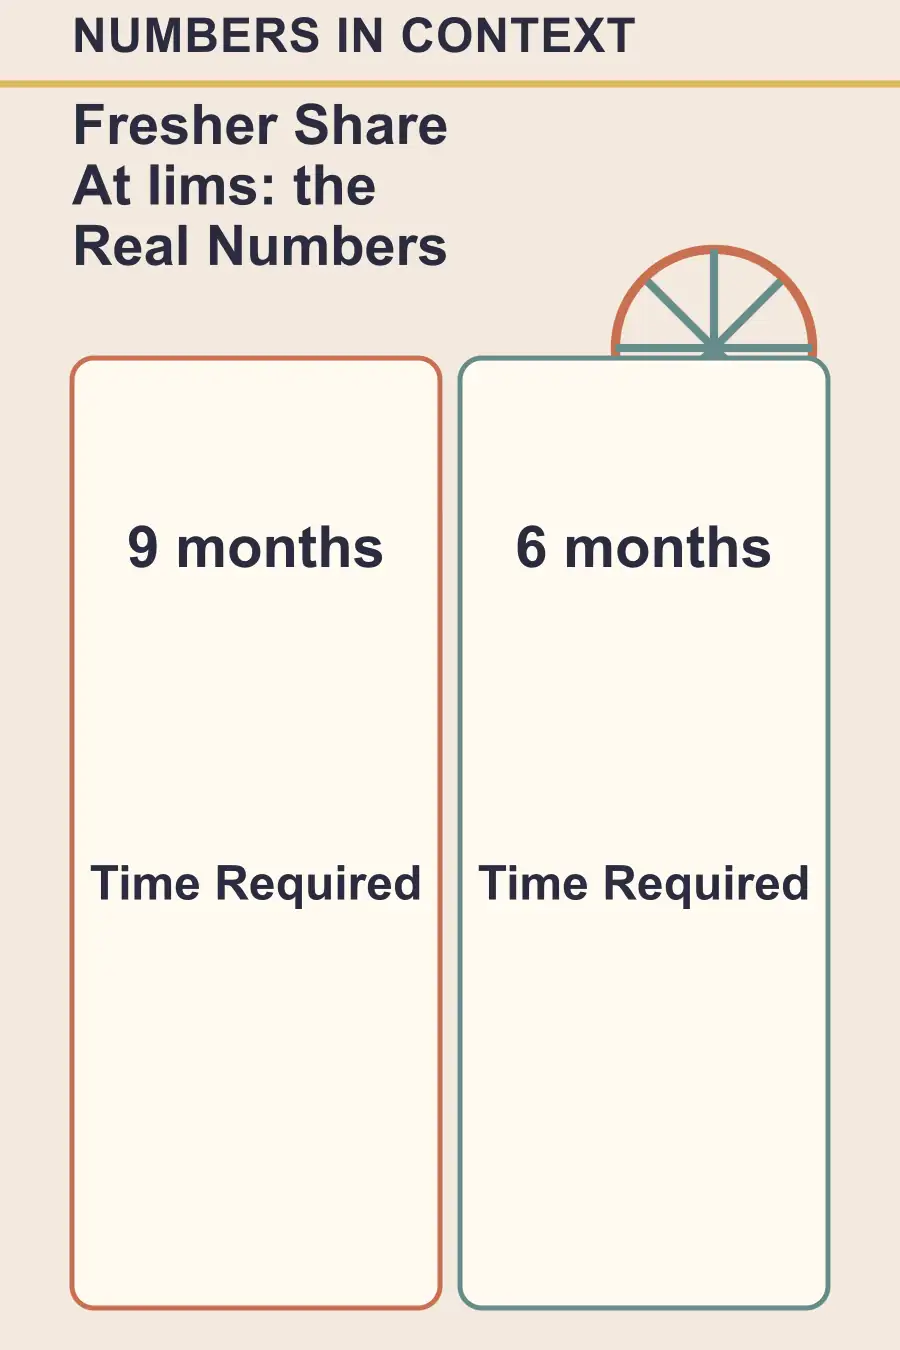 NUMBERS IN CONTEXT
Fresher Share
At Iims: the
Real Numbers
9 months
6 months
Time Required
Time Required